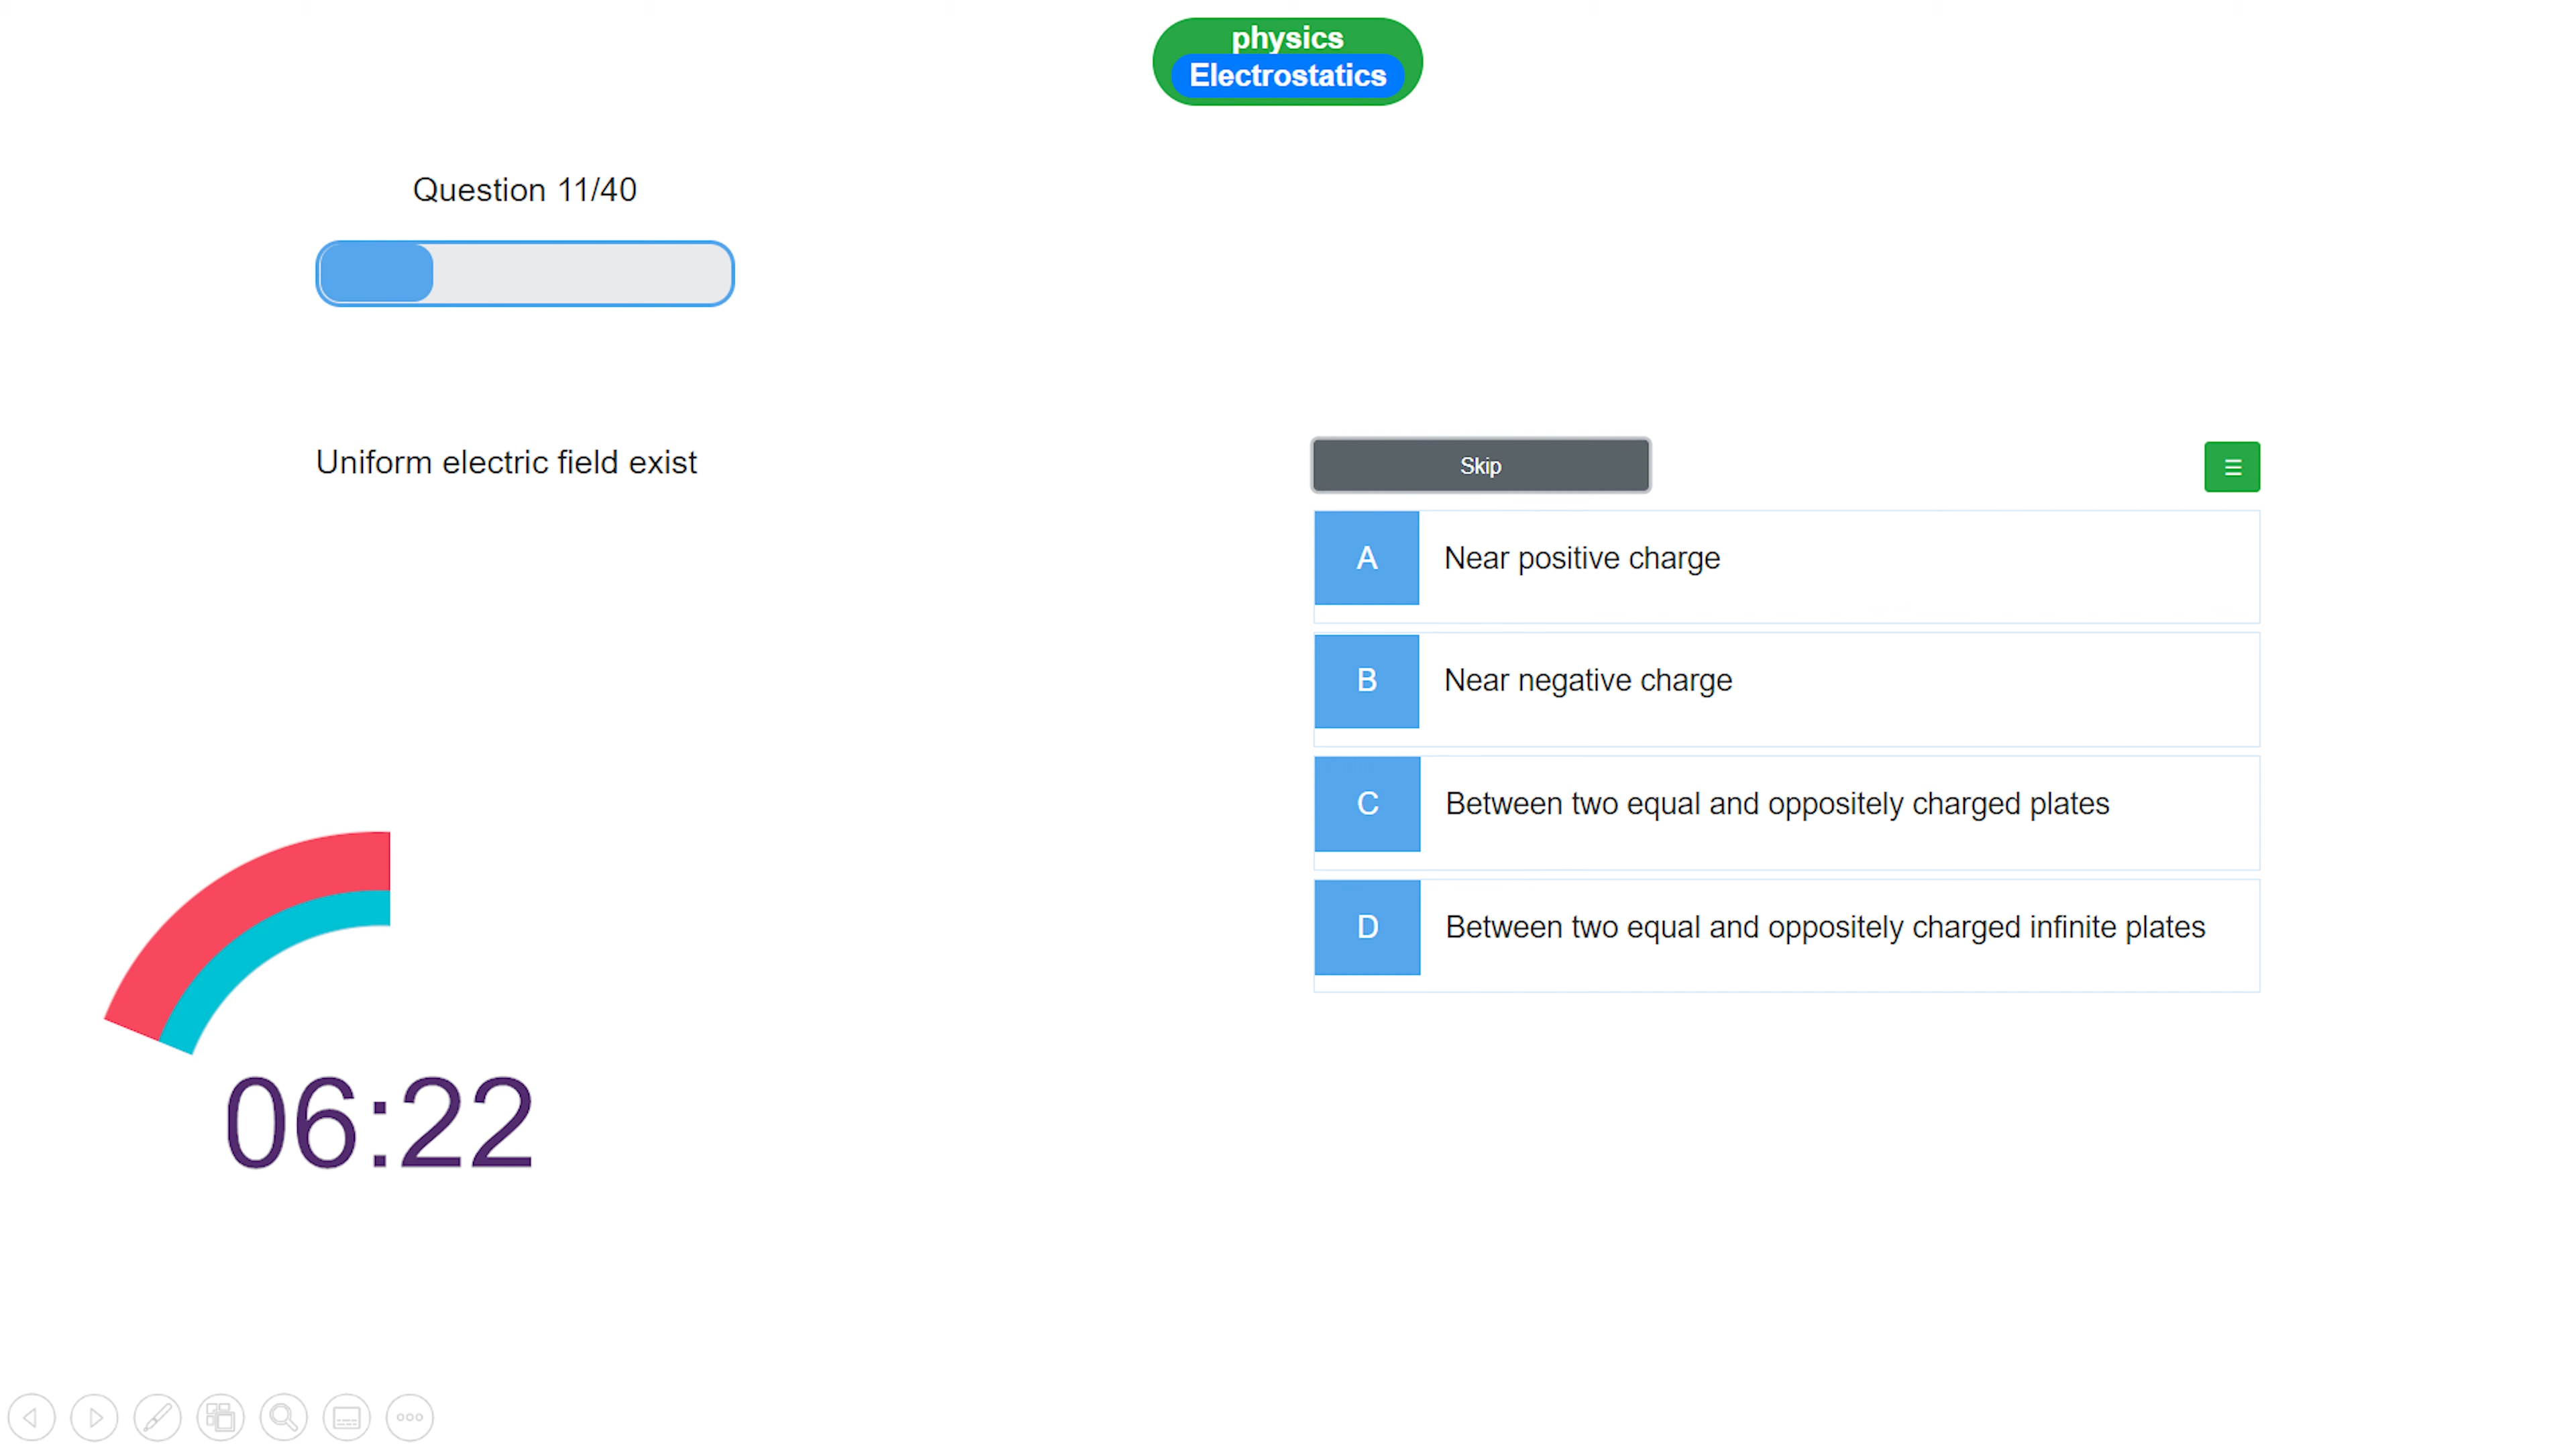 physics
Electrostatics
Question 11/40
Uniform electric field exist
Skip
A Near positive charge
B Near negative charge
C Between two equal and oppositely charged plates
D Between two equal and oppositely charged infinite plates
06:22